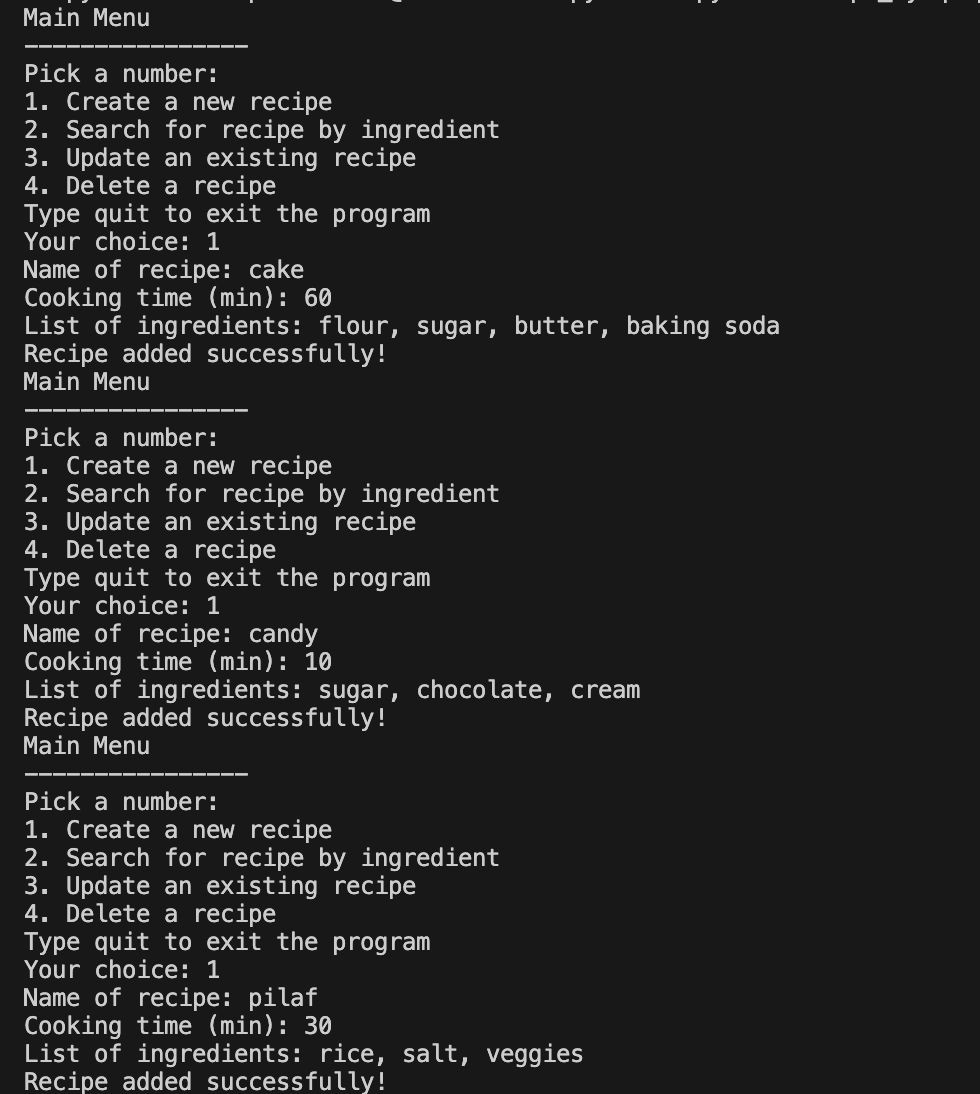 Main Menu
----------------
Pick a number:
1. Create a new recipe
2. Search for recipe by ingredient
3. Update an existing recipe
4. Delete a recipe
Type quit to exit the program
Your choice: 1
Name of recipe: cake
Cooking time (min): 60
List of ingredients: flour, sugar, butter, baking soda
Recipe added successfully!
Main Menu
----------------
Pick a number:
1. Create a new recipe
2. Search for recipe by ingredient
3. Update an existing recipe
4. Delete a recipe
Type quit to exit the program
Your choice: 1
Name of recipe: candy
Cooking time (min): 10
List of ingredients: sugar, chocolate, cream
Recipe added successfully!
Main Menu
----------------
Pick a number:
1. Create a new recipe
2. Search for recipe by ingredient
3. Update an existing recipe
4. Delete a recipe
Type quit to exit the program
Your choice: 1
Name of recipe: pilaf
Cooking time (min): 30
List of ingredients: rice, salt, veggies
Recipe added successfully!